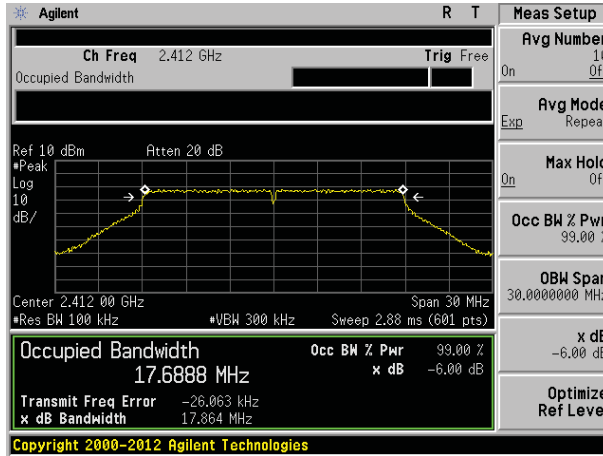 Agilent R T
Ch Freq 2.412 GHz Trig Free
Occupied Bandwidth
Ref 10 dBm Atten 20 dB
#Peak
Log
10
dB/
Center 2.412 00 GHz Span 30 MHz
#Res BW 100 kHz #VBW 300 kHz Sweep 2.88 ms (601 pts)
Occupied Bandwidth
17.6888 MHz
Occ BW % Pwr 99.00 %
x dB -6.00 dB
Transmit Freq Error -26.063 kHz
x dB Bandwidth 17.864 MHz
Copyright 2000-2012 Agilent Technologies
Meas Setup
Avg Number
On
Avg Mode
Exp Repea
Max Hold
On
Occ BW % Pwr
99.00 %
OBW Span
30.0000000 MHz
x dB
-6.00 dB
Optimize
Ref Level